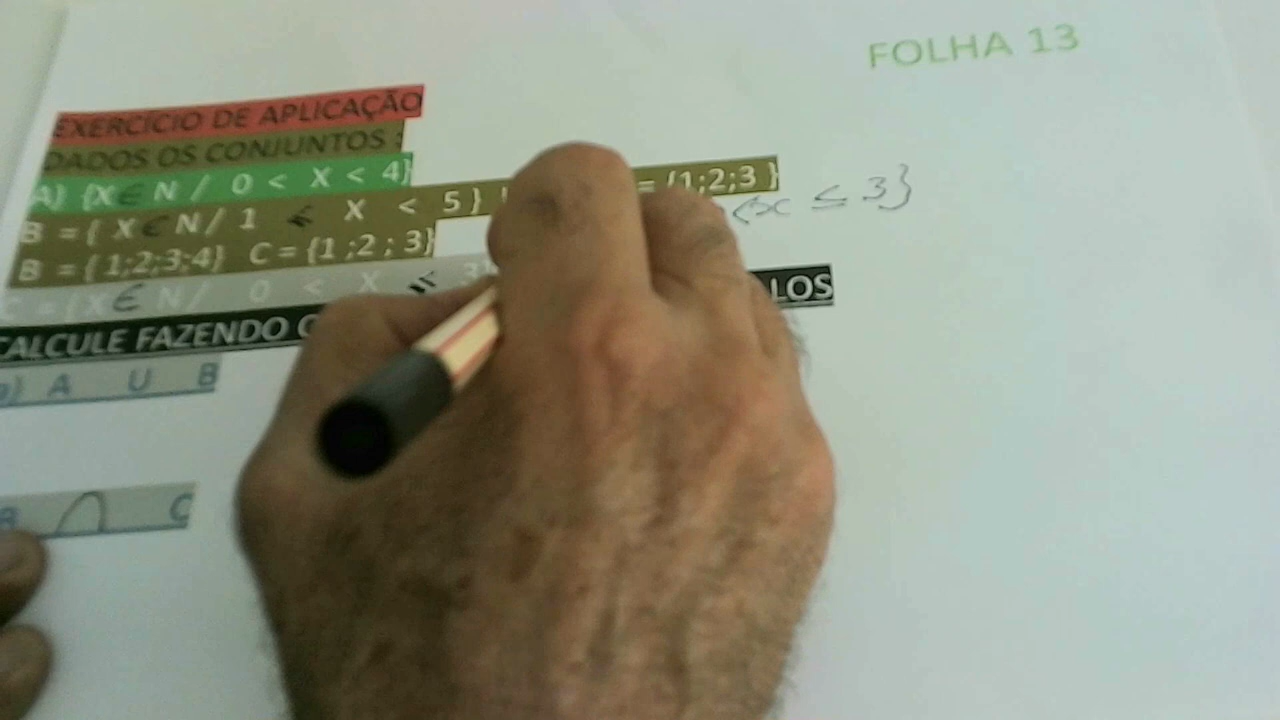 FOLHA 13
EXERCÍCIO DE APLICAÇÃO
DADOS OS CONJUNTOS :
A) {X ∈ N / 0 < X < 4} = {1;2;3 }
B = { X ∈ N / 1 ≤ X < 5 } <x ≤ 3}
B = { 1;2;3;4} C = {1 ;2 ; 3}
C = {X ∈ N / 0 < X ≤ 3
CALCULE FAZENDO LOS
a) A U B
B ∩ C